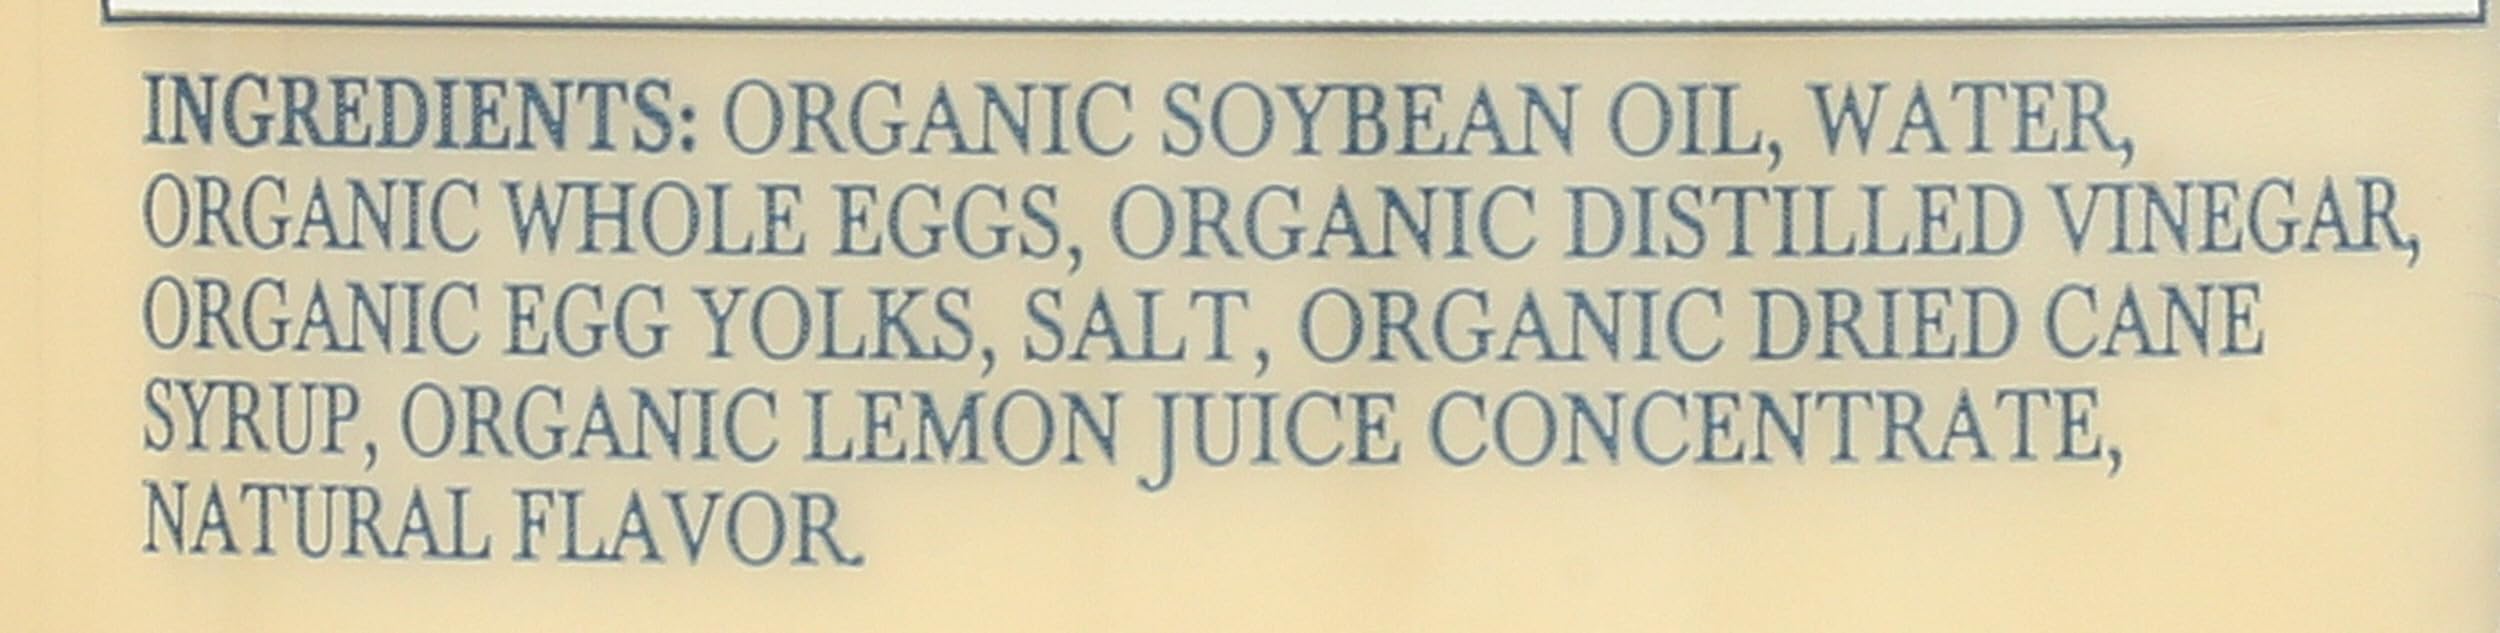 INGREDIENTS: ORGANIC SOYBEAN OIL, WATER,
ORGANIC WHOLE EGGS, ORGANIC DISTILLED VINEGAR,
ORGANIC EGG YOLKS, SALT, ORGANIC DRIED CANE
SYRUP, ORGANIC LEMON JUICE CONCENTRATE,
NATURAL FLAVOR.